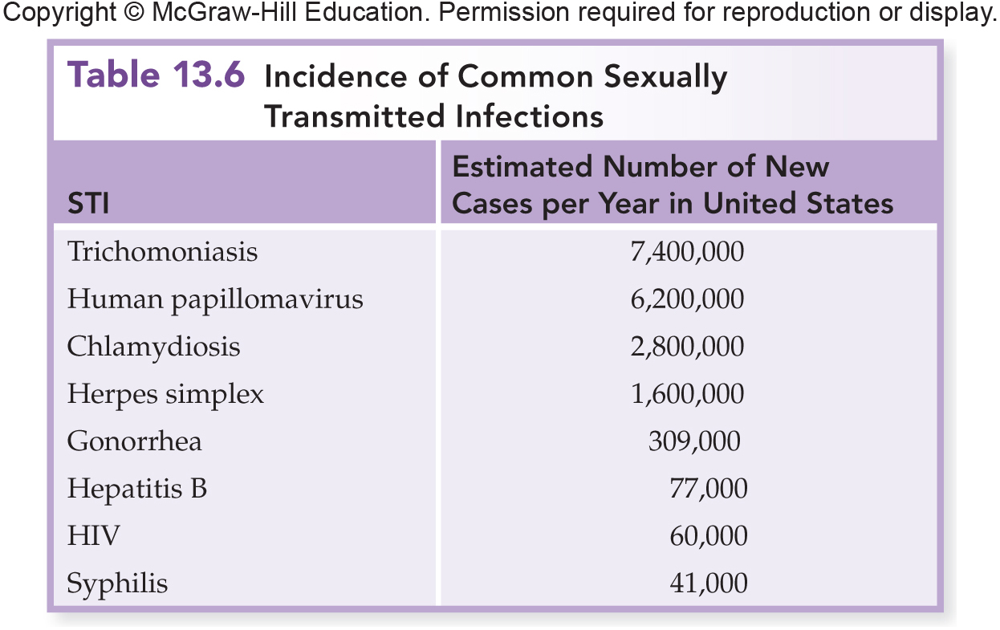 Copyright © McGraw-Hill Education. Permission required for reproduction or display.
Table 13.6 Incidence of Common Sexually
Transmitted Infections
STI
Estimated Number of New
Cases per Year in United States
Trichomoniasis 7,400,000
Human papillomavirus 6,200,000
Chlamydiosis 2,800,000
Herpes simplex 1,600,000
Gonorrhea 309,000
Hepatitis B 77,000
HIV 60,000
Syphilis 41,000